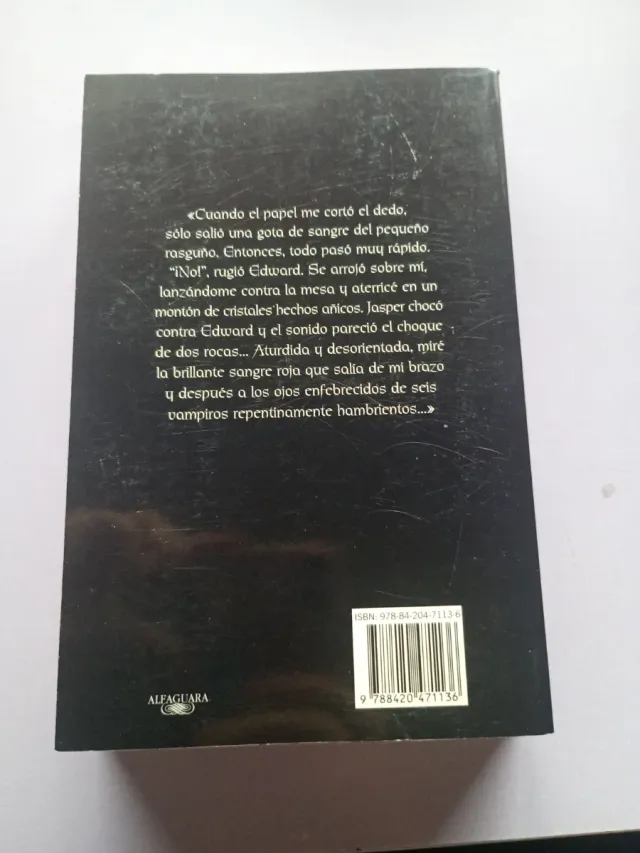 «Cuando el papel me cortó el dedo,
sólo salió una gota de sangre del pequeño
rasguño. Entonces, todo pasó muy rápido.
“¡No!”, rugió Edward. Se arrojó sobre mí,
lanzándome contra la mesa y aterricé en un
montón de cristales hechos añicos. Jasper chocó
contra Edward y el sonido pareció el choque
de dos rocas... Aturdida y desorientada, miré
la brillante sangre roja que salía de mi brazo
y después a los ojos enfebrecidos de seis
vampiros repentinamente hambrientos...»
ISBN: 978-84-204-7113-6
9 788420 471136
ALFAGUARA